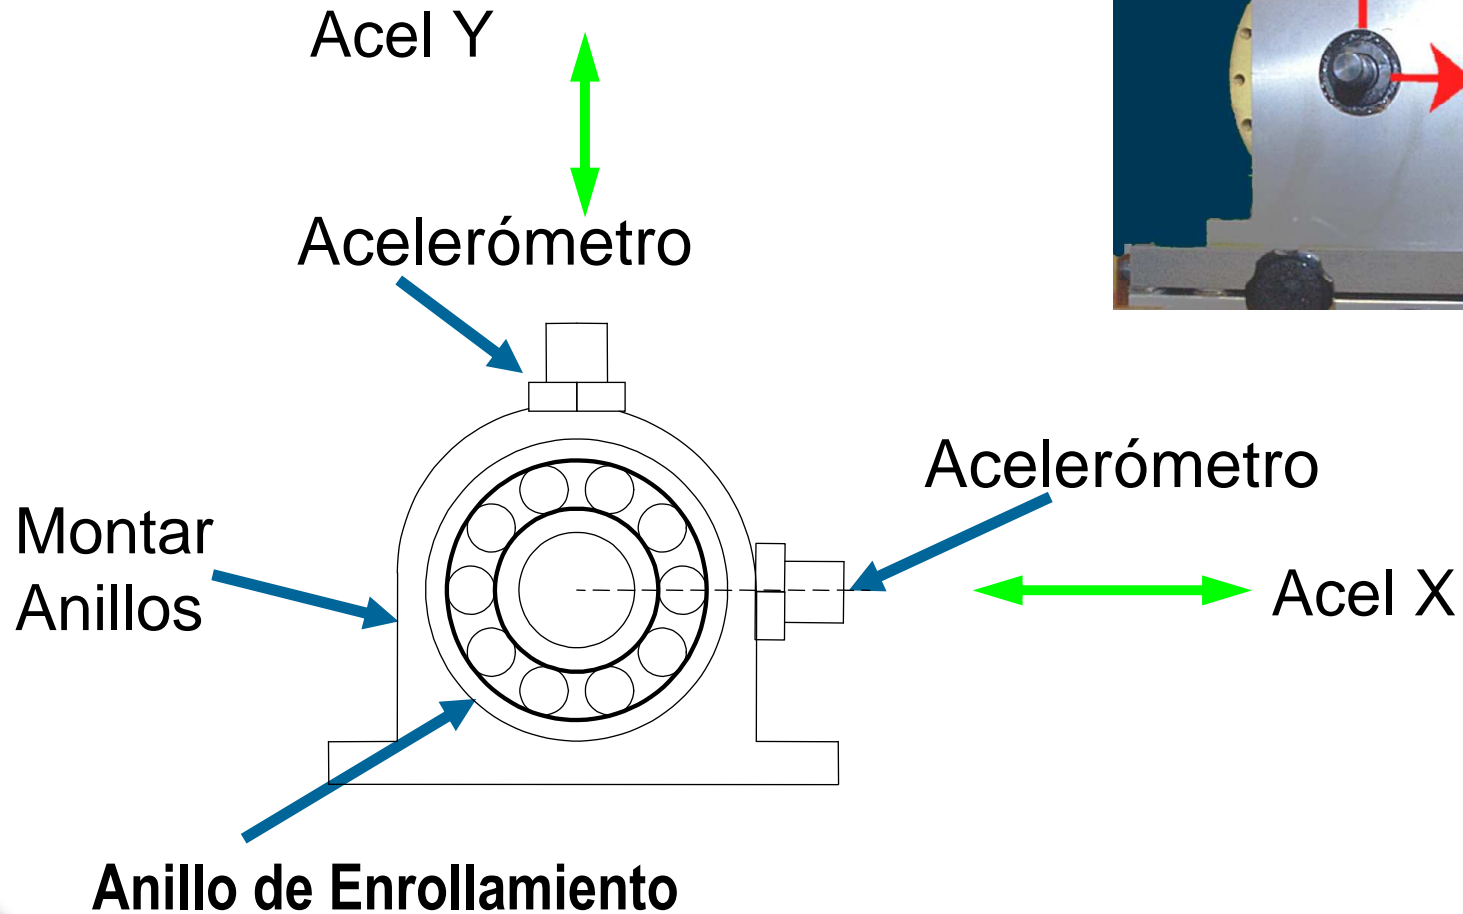 Acel Y
Acelerómetro
Acelerómetro
Montar
Anillos
Acel X
Anillo de Enrollamiento